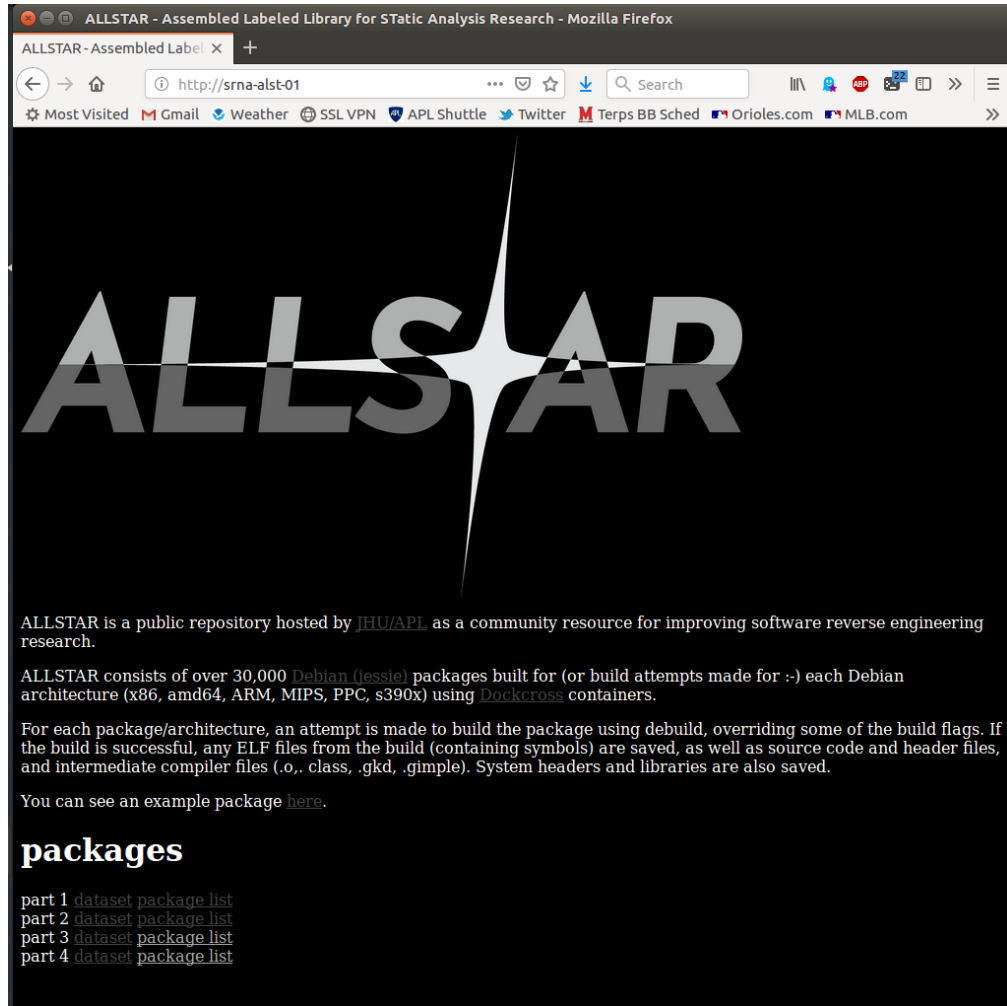 ALLSTAR - Assembled Labeled Library for STatic Analysis Research - Mozilla Firefox
ALLSTAR - Assembled Label
http://srna-alst-01
Search
22
ABP
Most Visited Gmail Weather SSL VPN APL Shuttle Twitter Terps BB Sched Orioles.com MLB.com
ALLSTAR
ALLSTAR is a public repository hosted by JHU/APL as a community resource for improving software reverse engineering
research.
ALLSTAR consists of over 30,000 Debian (jessie) packages built for (or build attempts made for :-) each Debian
architecture (x86, amd64, ARM, MIPS, PPC, s390x) using Dockcross containers.
For each package/architecture, an attempt is made to build the package using debuild, overriding some of the build flags. If
the build is successful, any ELF files from the build (containing symbols) are saved, as well as source code and header files,
and intermediate compiler files (.o,. class, .gkd, .gimple). System headers and libraries are also saved.
You can see an example package here.
packages
part 1 dataset package list
part 2 dataset package list
part 3 dataset package list
part 4 dataset package list